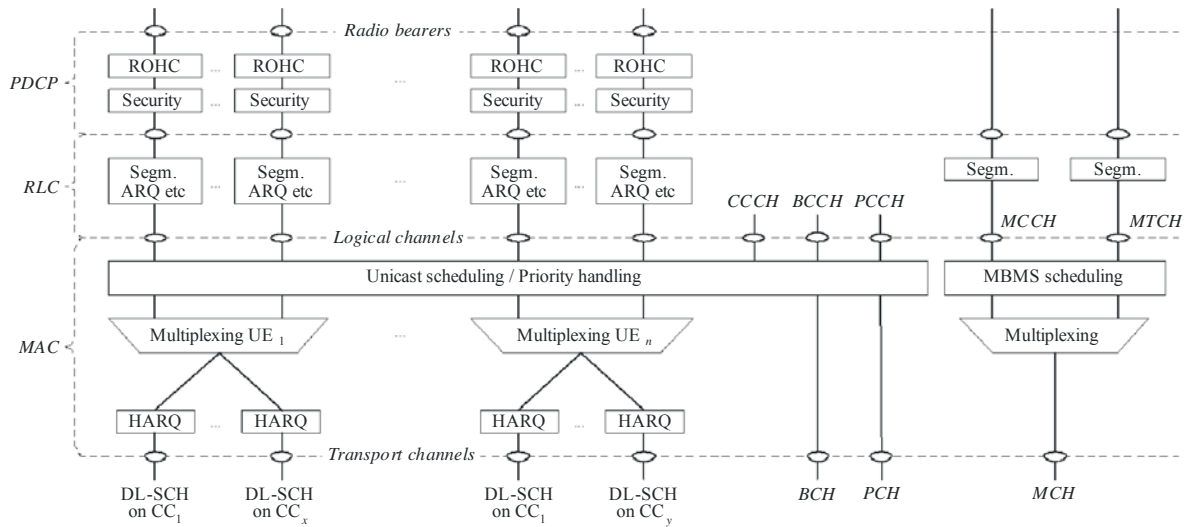 Radio bearers
ROHC ... ROHC ... ROHC ... ROHC
PDCP
Security ... Security ... Security ... Security
Segm. ARQ etc ... Segm. ARQ etc ... Segm. ARQ etc ... Segm. ARQ etc
Segm. Segm.
RLC
CCCH BCCH PCCH
MCCH MTCH
Logical channels
Unicast scheduling / Priority handling
MBMS scheduling
MAC
Multiplexing UE 1 ... Multiplexing UE n
Multiplexing
HARQ ... HARQ HARQ ... HARQ
Transport channels
DL-SCH DL-SCH DL-SCH DL-SCH BCH PCH MCH
on CC1 on CCx on CC1 on CCy